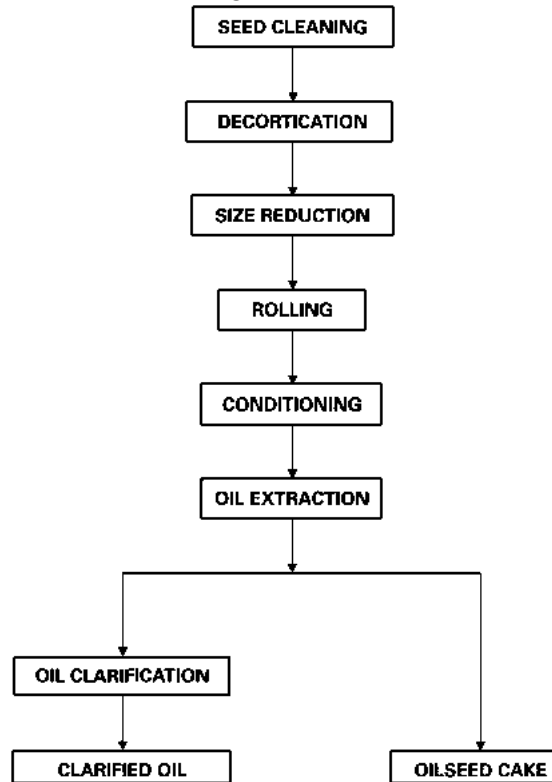 SEED CLEANING
DECORTICATION
SIZE REDUCTION
ROLLING
CONDITIONING
OIL EXTRACTION
OIL CLARIFICATION
CLARIFIED OIL
OILSEED CAKE